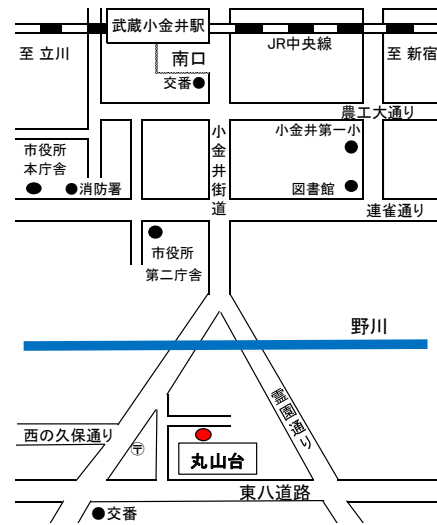 武蔵小金井駅
至 立川
南口
JR中央線
至 新宿
交番
農工大通り
小金井街道
小金井第一小
市役所
本庁舎
消防署
図書館
連雀通り
市役所
第二庁舎
野川
霊園通り
西の久保通り
〒
丸山台
東八道路
交番